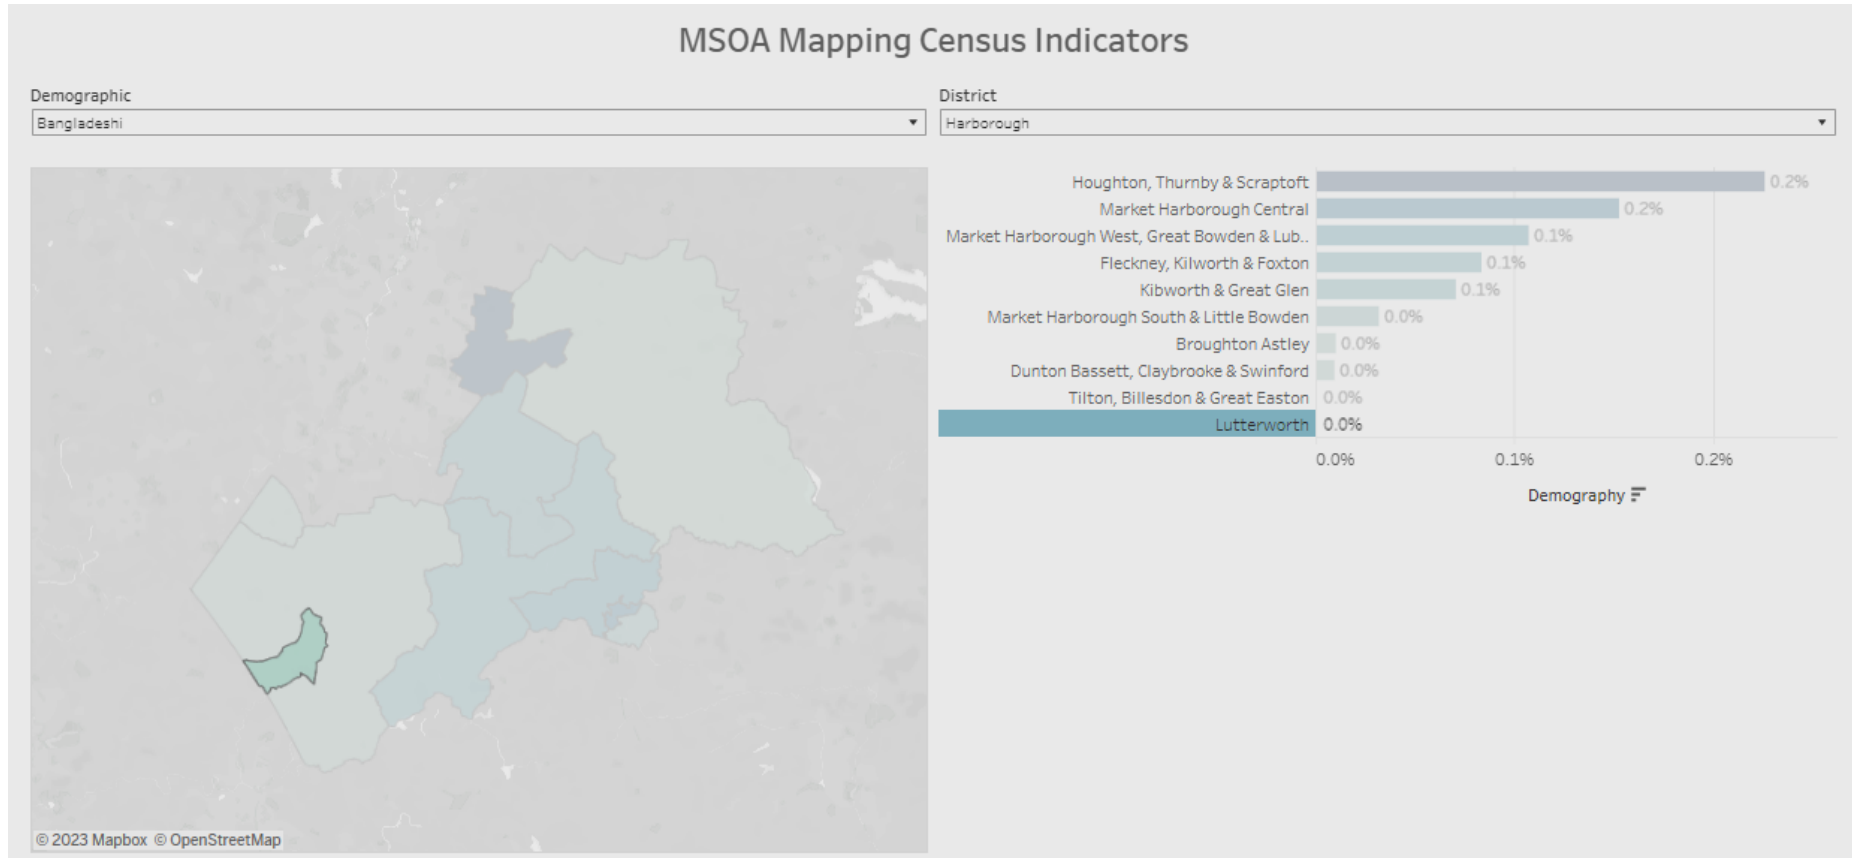 MSOA Mapping Census Indicators
Demographic
Bangladeshi
District
Harborough
Houghton, Thurnby & Scraptoft 0.2%
Market Harborough Central 0.2%
Market Harborough West, Great Bowden & Lub.. 0.1%
Fleckney, Kilworth & Foxton 0.1%
Kibworth & Great Glen 0.1%
Market Harborough South & Little Bowden 0.0%
Broughton Astley 0.0%
Dunton Bassett, Claybrooke & Swinford 0.0%
Tilton, Billesdon & Great Easton 0.0%
Lutterworth 0.0%
0.0% 0.1% 0.2%
Demography
© 2023 Mapbox © OpenStreetMap